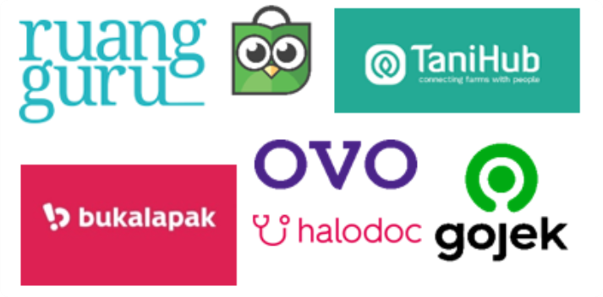 ruang
guru
TaniHub
connecting farms with people
bukalapak
OVO
halodoc
gojek